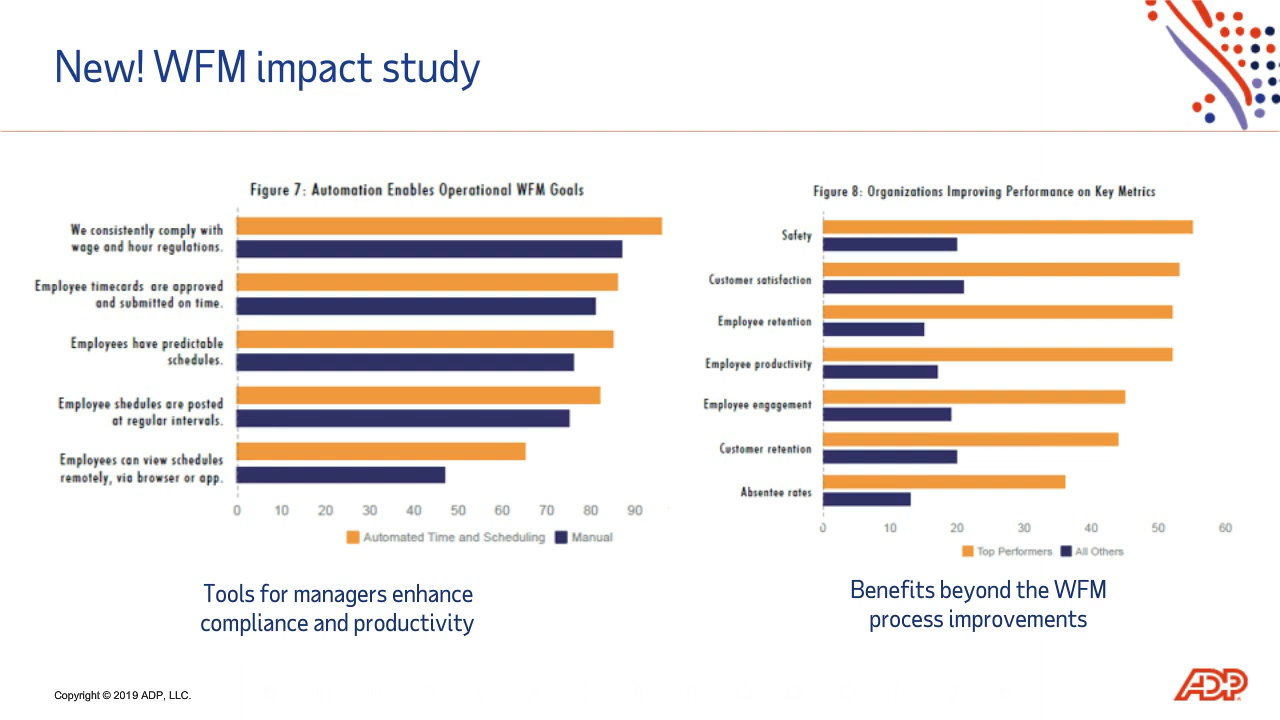 New! WFM impact study
Figure 7: Automation Enables Operational WFM Goals
We consistently comply with
wage and hour regulations.
Employee timecards are approved
and submitted on time.
Employees have predictable
schedules.
Employee shedules are posted
at regular intervals.
Employees can view schedules
remotely, via browser or app.
0 10 20 30 40 50 60 70 80 90
Automated Time and Scheduling Manual
Tools for managers enhance
compliance and productivity
Figure 8: Organizations Improving Performance on Key Metrics
Safety
Customer satisfaction
Employee retention
Employee productivity
Employee engagement
Customer retention
Absentee rates
0 10 20 30 40 50 60
Top Performers All Others
Benefits beyond the WFM
process improvements
Copyright © 2019 ADP, LLC.
ADP